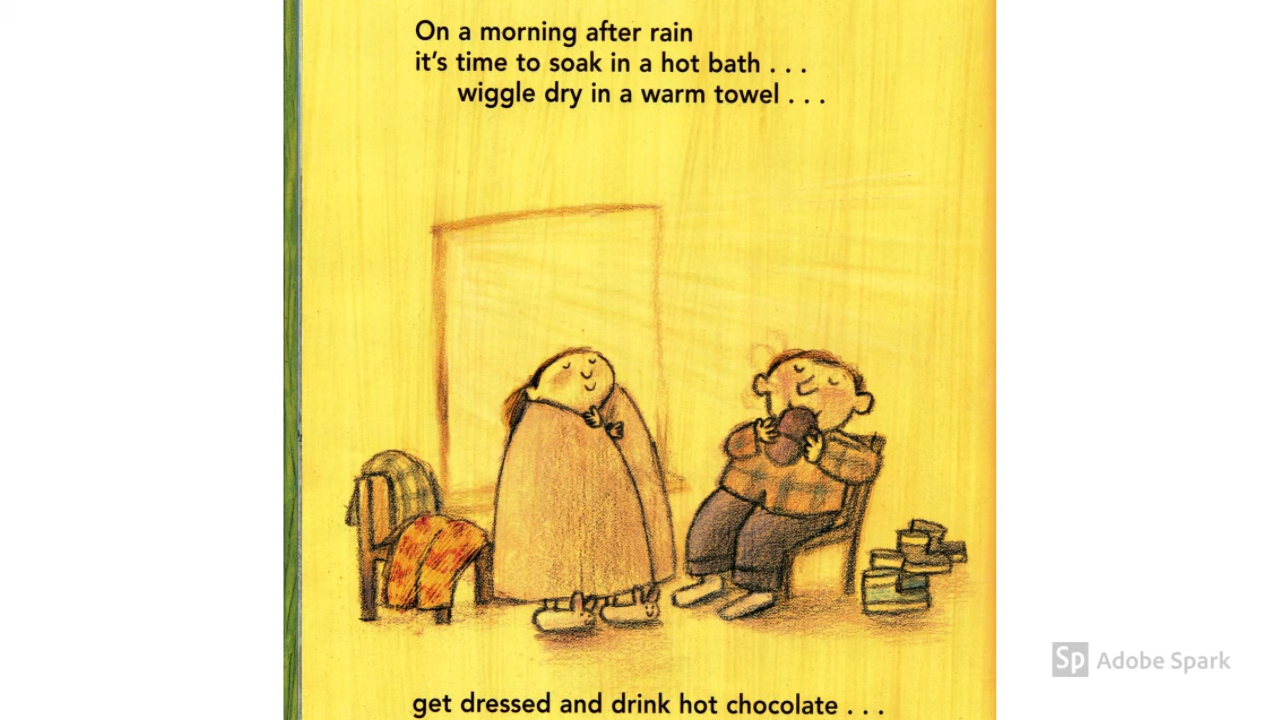 On a morning after rain
it's time to soak in a hot bath . . .
wiggle dry in a warm towel . . .
get dressed and drink hot chocolate . . .
Sp Adobe Spark